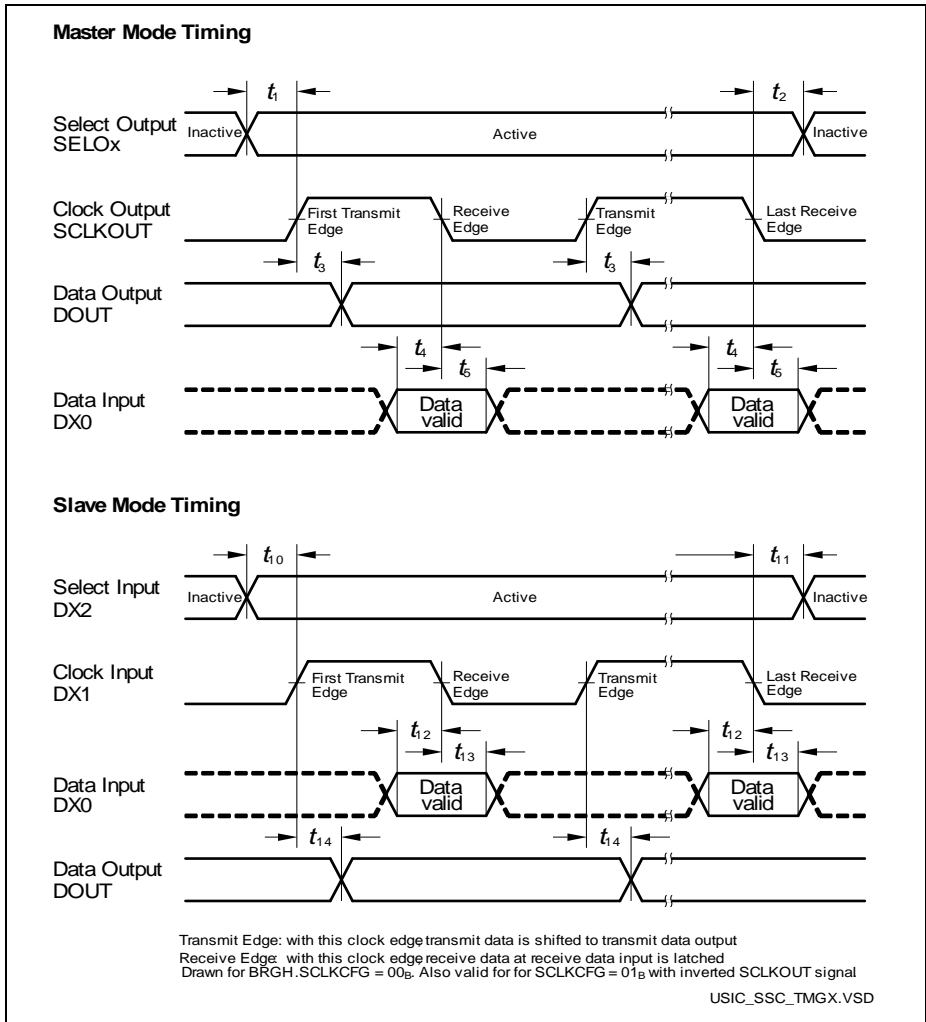 Master Mode Timing
t1 t2
Select Output
SELOx
Inactive Active Inactive
Clock Output
SCLKOUT
First Transmit
Edge
Receive
Edge
Transmit
Edge
Last Receive
Edge
t3 t3
Data Output
DOUT
t4 t4
t5 t5
Data Input
DX0
Data
valid
Data
valid
Slave Mode Timing
t10 t11
Select Input
DX2
Inactive Active Inactive
Clock Input
DX1
First Transmit
Edge
Receive
Edge
Transmit
Edge
Last Receive
Edge
t12 t12
t13 t13
Data Input
DX0
Data
valid
Data
valid
t14 t14
Data Output
DOUT
Transmit Edge: with this clock edge, transmit data is shifted to transmit data output
Receive Edge: with this clock edge, receive data at receive data input is latched
Drawn for BRGH.SCLKCFG = 00B. Also valid for for SCLKCFG = 01B with inverted SCLKOUT signal.
USIC_SSC_TMGX.VSD